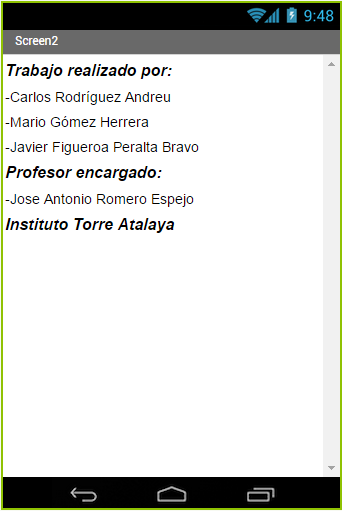 9:48
Screen2
Trabajo realizado por:
-Carlos Rodríguez Andreu
-Mario Gómez Herrera
-Javier Figueroa Peralta Bravo
Profesor encargado:
-Jose Antonio Romero Espejo
Instituto Torre Atalaya